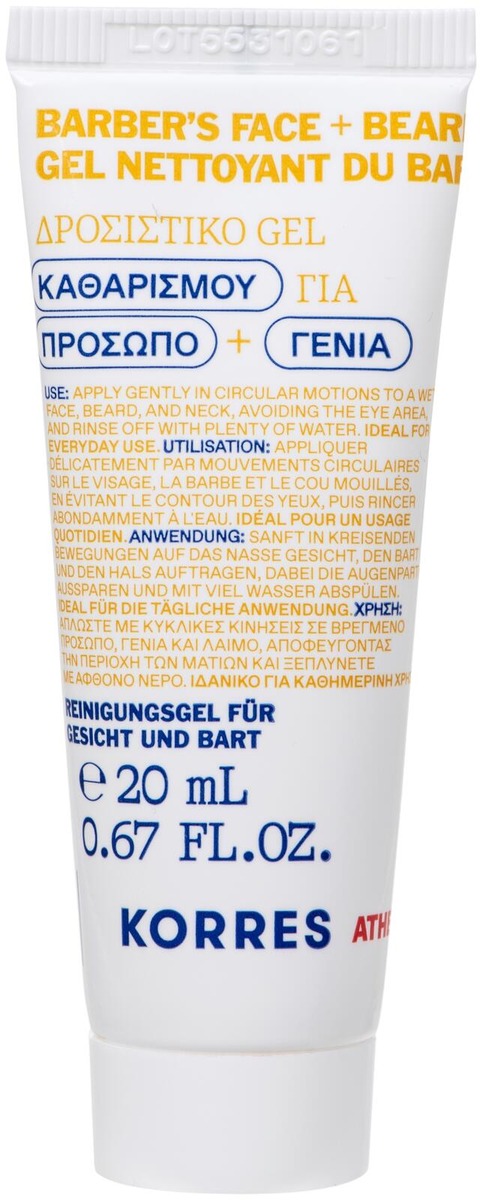 LOT5531061
BARBER'S FACE + BEAR
GEL NETTOYANT DU BAR
ΔΡΟΣΙΣΤΙΚΟ GEL
ΚΑΘΑΡΙΣΜΟΥ ΓΙΑ
ΠΡΟΣΩΠΟ + ΓΕΝΙΑ
USE: APPLY GENTLY IN CIRCULAR MOTIONS TO A WET
FACE, BEARD, AND NECK, AVOIDING THE EYE AREA,
AND RINSE OFF WITH PLENTY OF WATER. IDEAL FOR
EVERYDAY USE. UTILISATION: APPLIQUER
DÉLICATEMENT PAR MOUVEMENTS CIRCULAIRES
SUR LE VISAGE, LA BARBE ET LE COU MOUILLÉS,
EN ÉVITANT LE CONTOUR DES YEUX, PUIS RINCER
ABONDAMMENT À L'EAU. IDÉAL POUR UN USAGE
QUOTIDIEN. ANWENDUNG: SANFT IN KREISENDEN
BEWEGUNGEN AUF DAS NASSE GESICHT, DEN BART
UND DEN HALS AUFTRAGEN, DABEI DIE AUGENPART
AUSSPAREN UND MIT VIEL WASSER ABSPÜLEN.
IDEAL FÜR DIE TÄGLICHE ANWENDUNG. ΧΡΗΣΗ:
ΑΠΛΩΣΤΕ ΜΕ ΚΥΚΛΙΚΕΣ ΚΙΝΗΣΕΙΣ ΣΕ ΒΡΕΓΜΕΝΟ
ΠΡΟΣΩΠΟ, ΓΕΝΙΑ ΚΑΙ ΛΑΙΜΟ, ΑΠΟΦΕΥΓΟΝΤΑΣ
ΤΗΝ ΠΕΡΙΟΧΗ ΤΩΝ ΜΑΤΙΩΝ ΚΑΙ ΞΕΠΛΥΝΕΤΕ
ΜΕ ΑΦΘΟΝΟ ΝΕΡΟ. ΙΔΑΝΙΚΟ ΓΙΑ ΚΑΘΗΜΕΡΙΝΗ ΧΡΗ
REINIGUNGSGEL FÜR
GESICHT UND BART
℮ 20 mL
0.67 FL.OZ.
KORRES ATHE